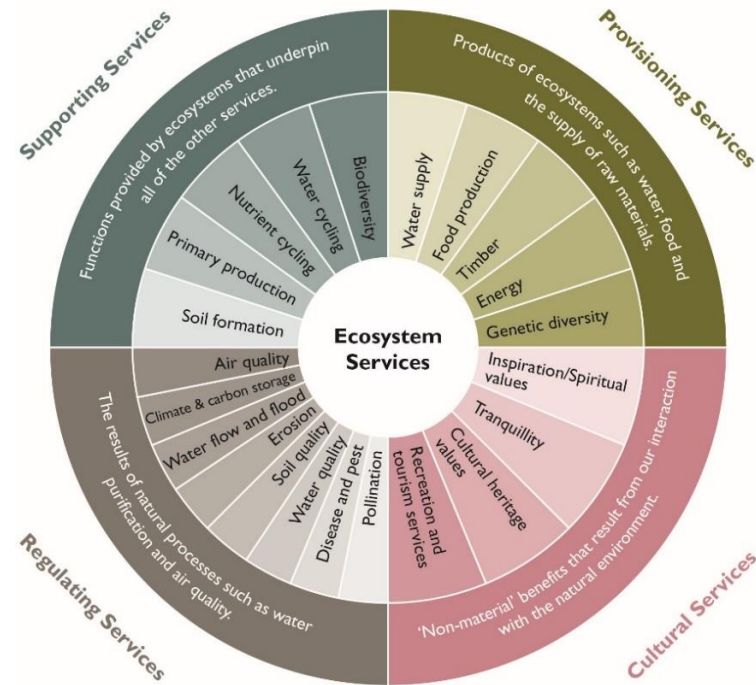 Supporting Services
Functions provided by ecosystems that underpin
all of the other services.
Biodiversity
Water cycling
Nutrient cycling
Primary production
Soil formation
Provisioning Services
Products of ecosystems such as water, food and
the supply of raw materials.
Water supply
Food production
Timber
Energy
Genetic diversity
Ecosystem
Services
Regulating Services
The results of natural processes such as water
purification and air quality.
Air quality
Climate & carbon storage
Water flow and flood
Erosion
Soil quality
Water quality
Disease and pest
Pollination
Cultural Services
'Non-material' benefits that result from our interaction
with the natural environment.
Inspiration/Spiritual
values
Tranquillity
Cultural heritage
values
Recreation and
tourism services